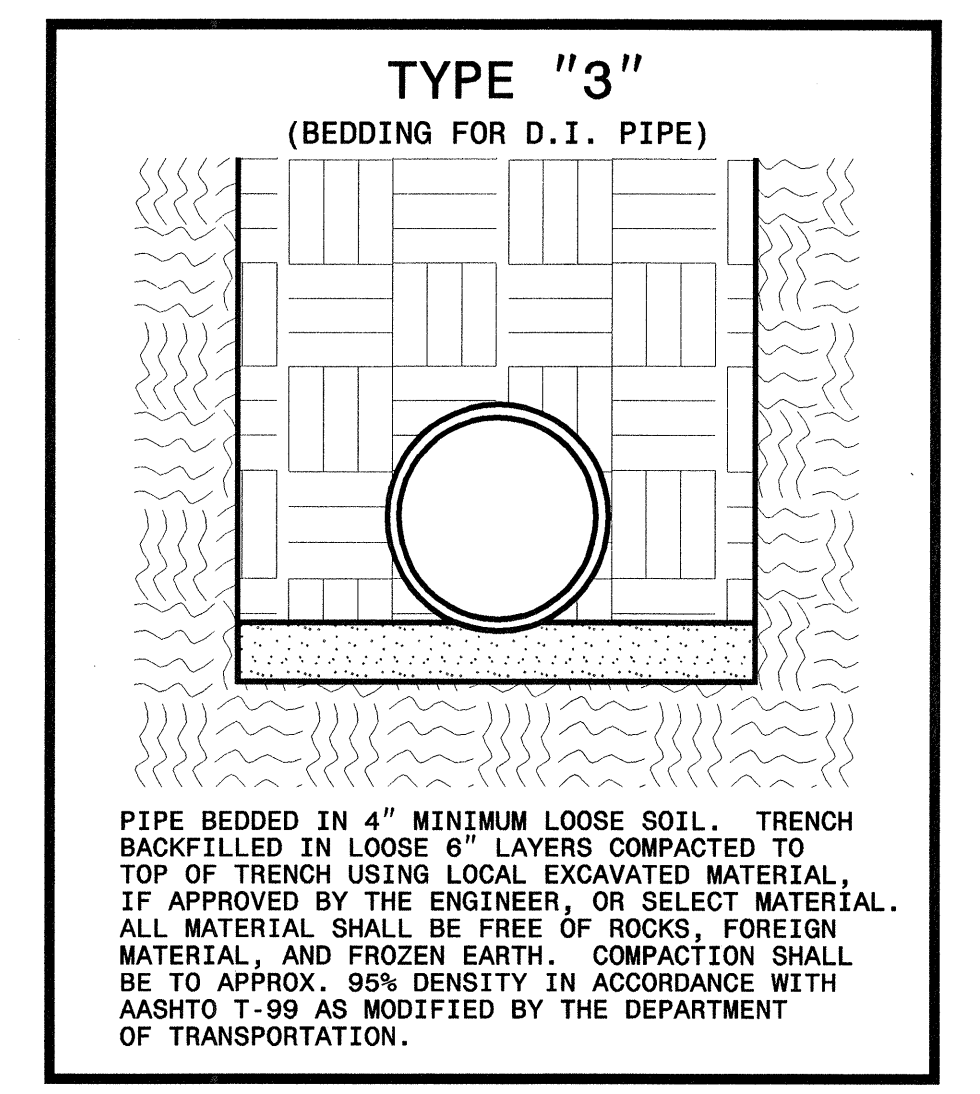 TYPE "3"
(BEDDING FOR D.I. PIPE)
PIPE BEDDED IN 4" MINIMUM LOOSE SOIL. TRENCH
BACKFILLED IN LOOSE 6" LAYERS COMPACTED TO
TOP OF TRENCH USING LOCAL EXCAVATED MATERIAL,
IF APPROVED BY THE ENGINEER, OR SELECT MATERIAL.
ALL MATERIAL SHALL BE FREE OF ROCKS, FOREIGN
MATERIAL, AND FROZEN EARTH. COMPACTION SHALL
BE TO APPROX. 95% DENSITY IN ACCORDANCE WITH
AASHTO T-99 AS MODIFIED BY THE DEPARTMENT
OF TRANSPORTATION.